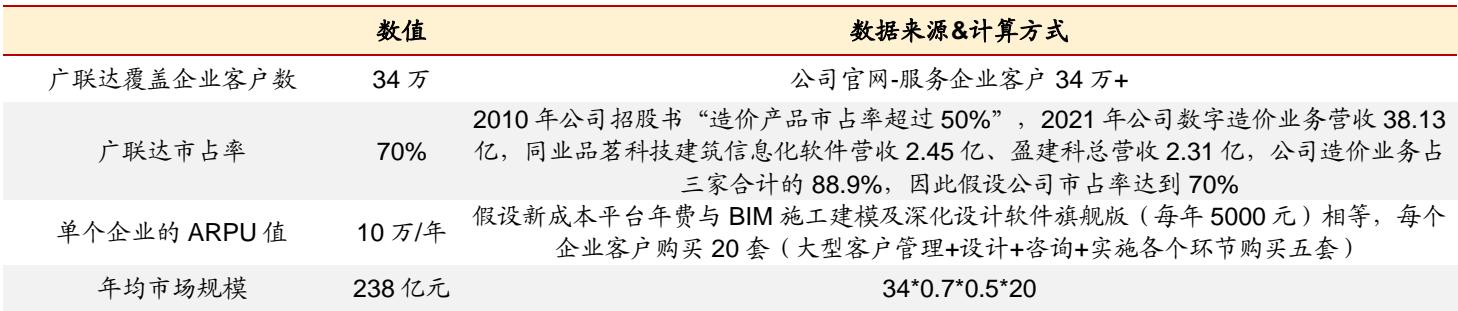 数值 数据来源&计算方式
广联达覆盖企业客户数 34 万 公司官网-服务企业客户 34 万+
2010 年公司招股书“造价产品市占率超过 50%”，2021 年公司数字造价业务营收 38.13
广联达市占率 70% 亿，同业品茗科技建筑信息化软件营收 2.45 亿、盈建科总营收 2.31 亿，公司造价业务占
三家合计的 88.9%，因此假设公司市占率达到 70%
单个企业的 ARPU 值 10 万/年 假设新成本平台年费与 BIM 施工建模及深化设计软件旗舰版（每年 5000 元）相等，每个
企业客户购买 20 套（大型客户管理+设计+咨询+实施各个环节购买五套）
年均市场规模 238 亿元 34*0.7*0.5*20